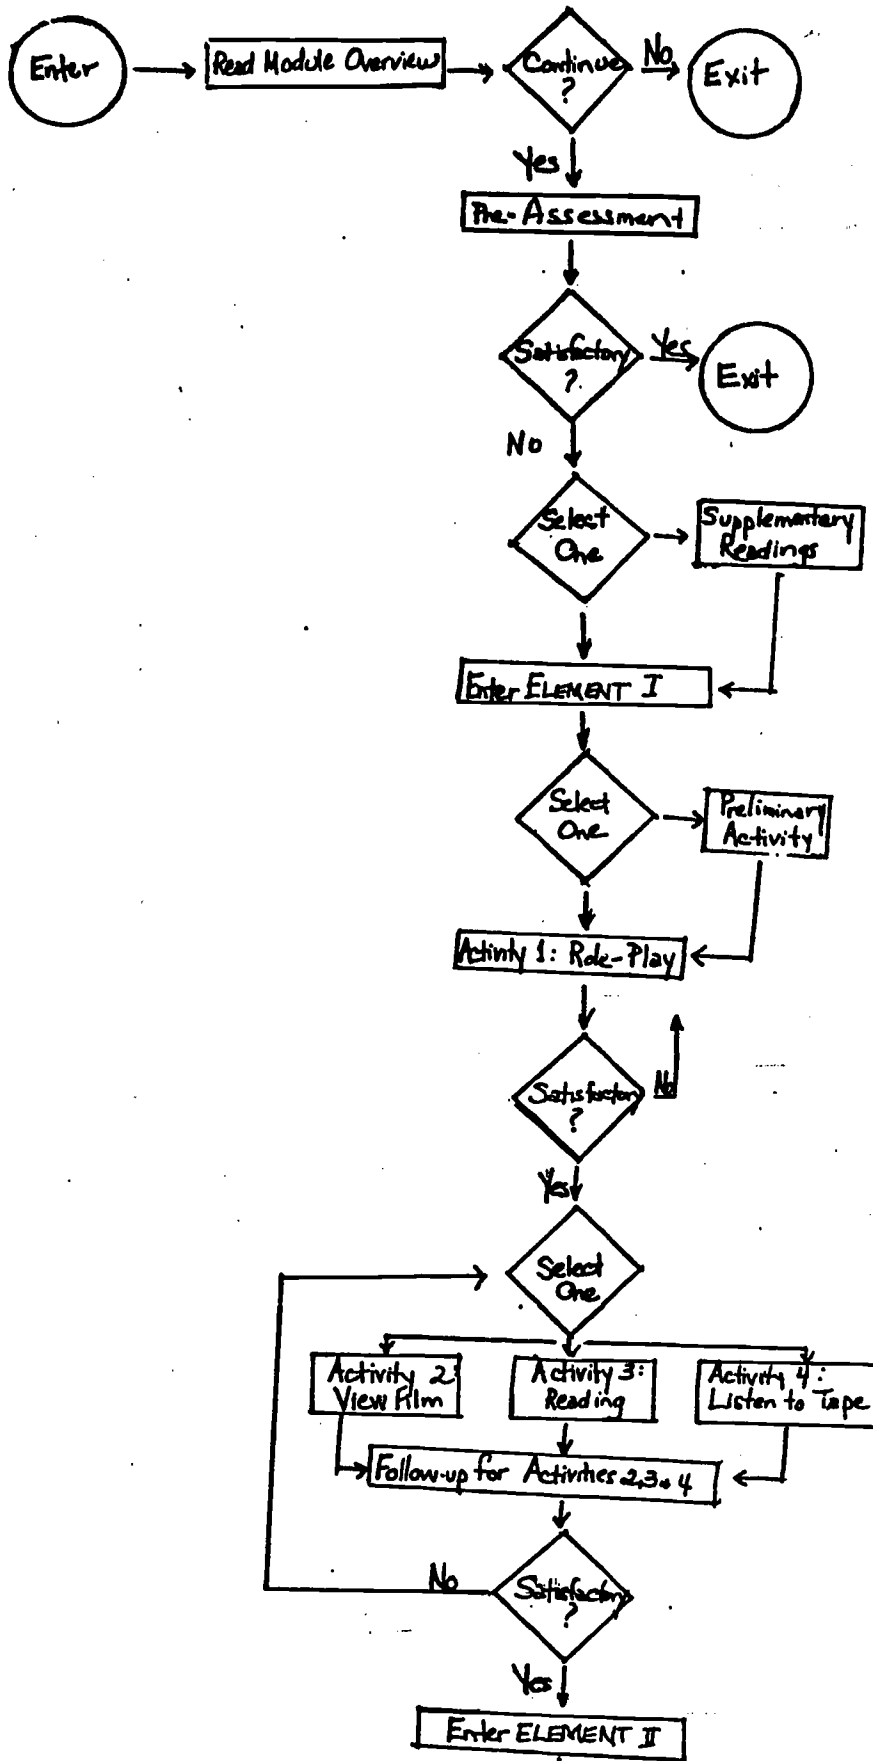 Enter
Read Module Overview
Continue
?
No
Exit
Yes
Pre-Assessment
Satisfactory
?
Yes
Exit
No
Select
One
Supplementary
Readings
Enter ELEMENT I
Select
One
Preliminary
Activity
Activity 1: Role-Play
Satisfactory
?
No
Yes
Select
One
Activity 2:
View Film
Activity 3:
Reading
Activity 4:
Listen to Tape
Follow-up for Activities 2,3 & 4
Satisfactory
?
No
Yes
Enter ELEMENT II